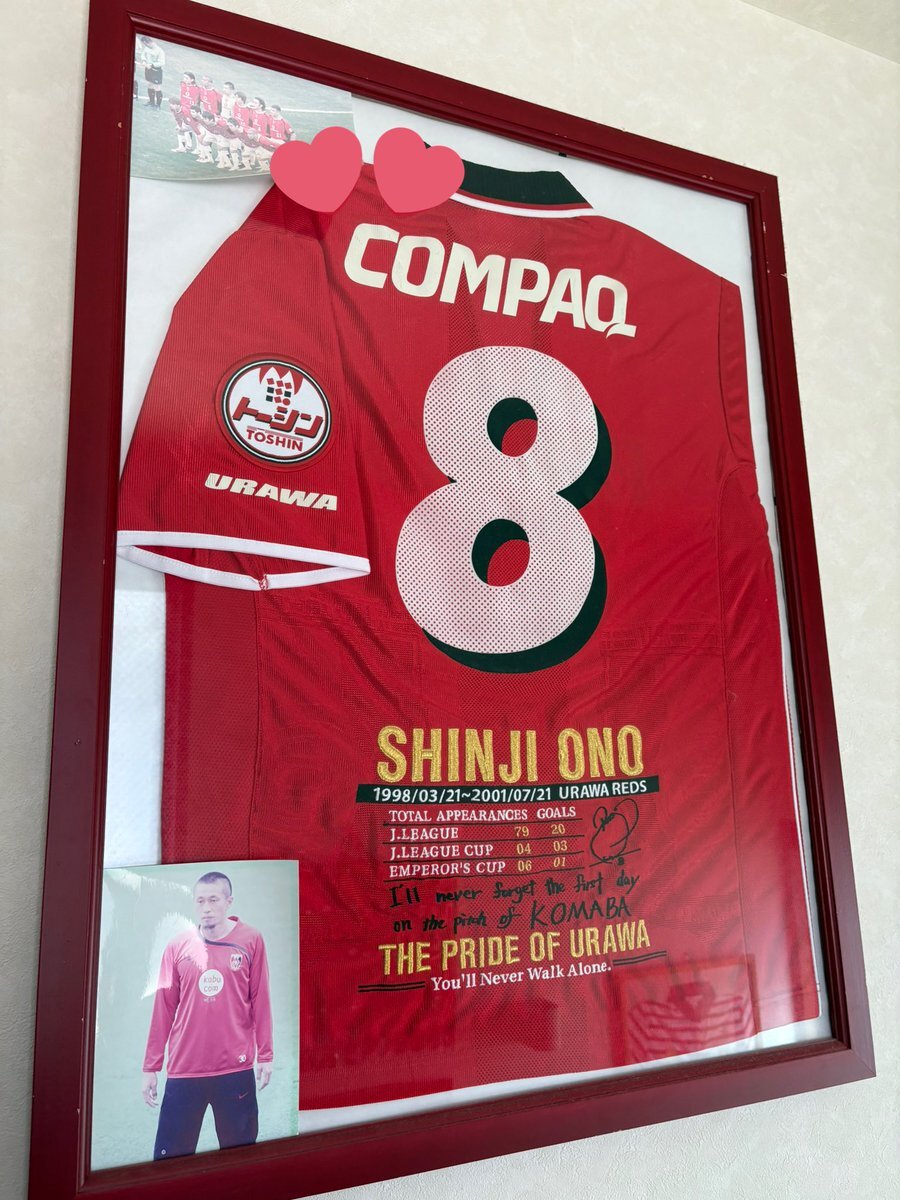 COMPAQ
8
トーシン
TOSHIN
URAWA
SHINJI ONO
1998/03/21~2001/07/21 URAWA REDS
TOTAL APPEARANCES GOALS
J.LEAGUE 79 20
J.LEAGUE CUP 04 03
EMPEROR'S CUP 06 01
I'll never forget the first day
on the pitch of KOMABA
THE PRIDE OF URAWA
You'll Never Walk Alone.
kabu
com
30